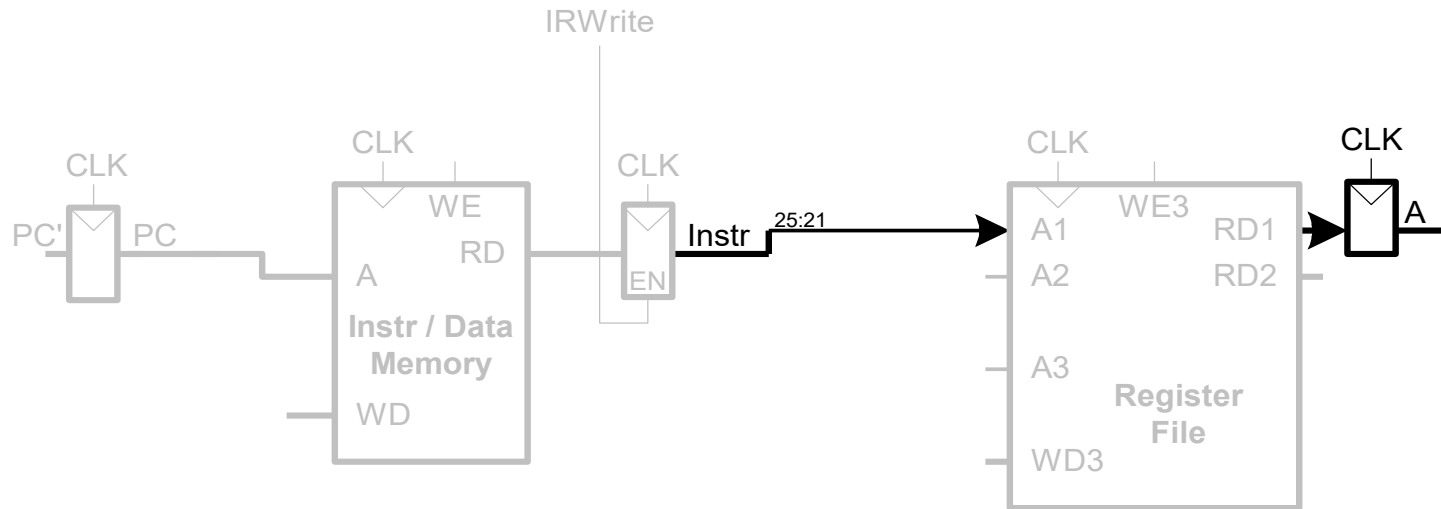 IRWrite
CLK
CLK
CLK
CLK
CLK
PC'
PC
WE
RD
A
Instr / Data
Memory
WD
EN
Instr
25:21
A1
WE3
RD1
A
A2
RD2
A3
Register
File
WD3